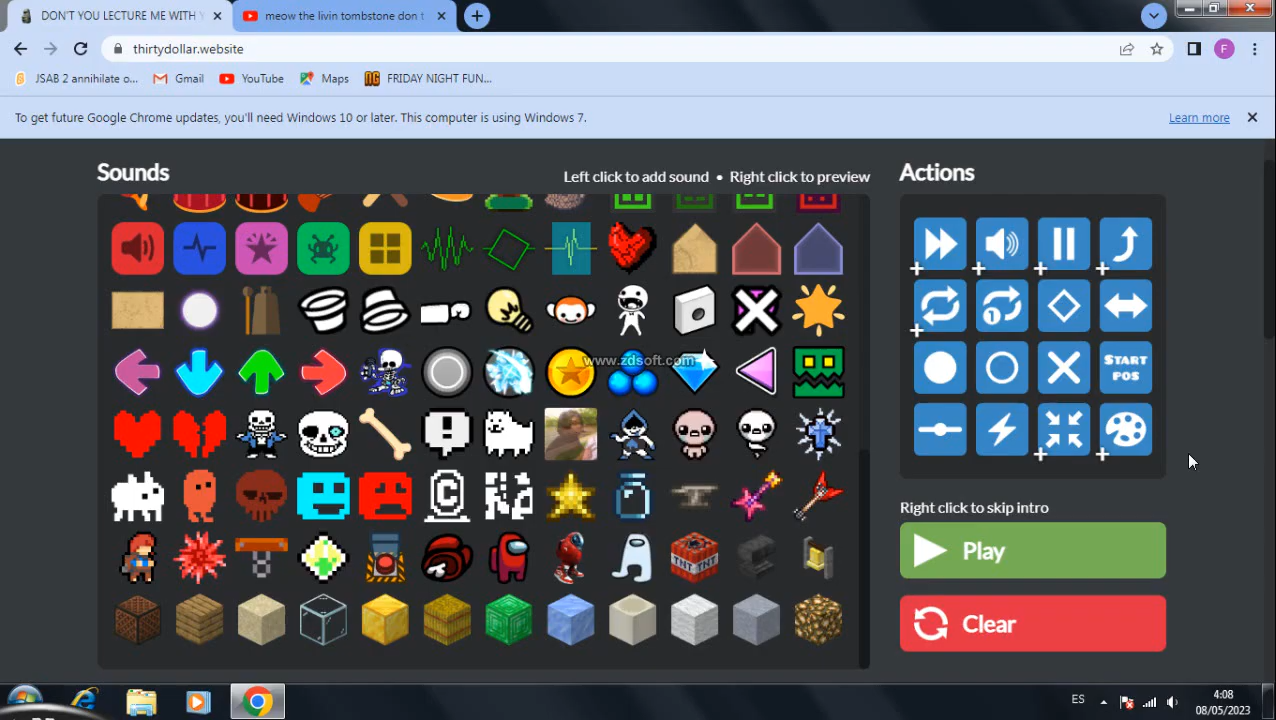 DON'T YOU LECTURE ME WITH Y
meow the livin tombstone don t
thirtydollar.website
F
JSAB 2 annihilate o...
Gmail
YouTube
Maps
NG
FRIDAY NIGHT FUN...
To get future Google Chrome updates, you'll need Windows 10 or later. This computer is using Windows 7.
Learn more
Sounds
Left click to add sound • Right click to preview
Actions
1
START
POS
www.zdsoft.com
TNT
Right click to skip intro
Play
Clear
ES
4:08
08/05/2023